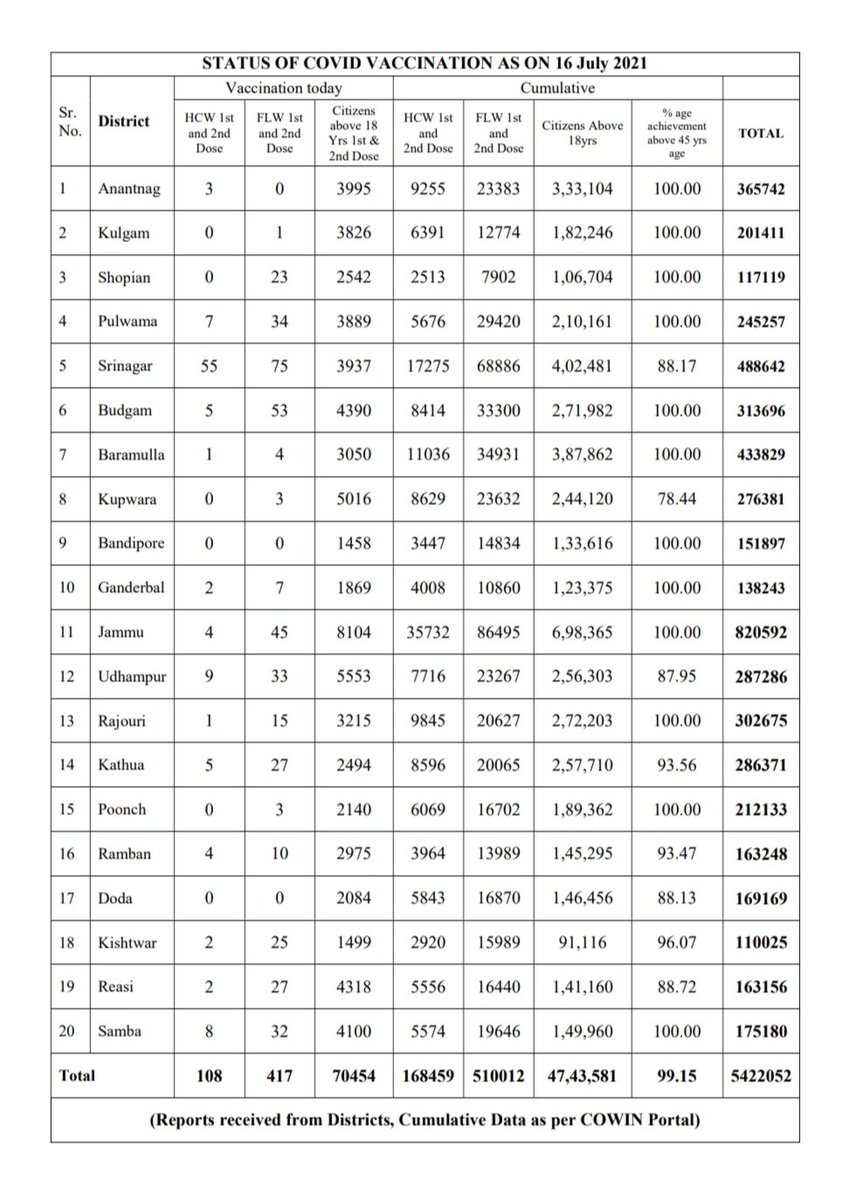 STATUS OF COVID VACCINATION AS ON 16 July 2021
Sr. No. District Vaccination today Cumulative
HCW 1st and 2nd Dose FLW 1st and 2nd Dose Citizens above 18 Yrs 1st & 2nd Dose HCW 1st and 2nd Dose FLW 1st and 2nd Dose Citizens Above 18yrs % age achievement above 45 yrs age TOTAL
1 Anantnag 3 0 3995 9255 23383 3,33,104 100.00 365742
2 Kulgam 0 1 3826 6391 12774 1,82,246 100.00 201411
3 Shopian 0 23 2542 2513 7902 1,06,704 100.00 117119
4 Pulwama 7 34 3889 5676 29420 2,10,161 100.00 245257
5 Srinagar 55 75 3937 17275 68886 4,02,481 88.17 488642
6 Budgam 5 53 4390 8414 33300 2,71,982 100.00 313696
7 Baramulla 1 4 3050 11036 34931 3,87,862 100.00 433829
8 Kupwara 0 3 5016 8629 23632 2,44,120 78.44 276381
9 Bandipore 0 0 1458 3447 14834 1,33,616 100.00 151897
10 Ganderbal 2 7 1869 4008 10860 1,23,375 100.00 138243
11 Jammu 4 45 8104 35732 86495 6,98,365 100.00 820592
12 Udhampur 9 33 5553 7716 23267 2,56,303 87.95 287286
13 Rajouri 1 15 3215 9845 20627 2,72,203 100.00 302675
14 Kathua 5 27 2494 8596 20065 2,57,710 93.56 286371
15 Poonch 0 3 2140 6069 16702 1,89,362 100.00 212133
16 Ramban 4 10 2975 3964 13989 1,45,295 93.47 163248
17 Doda 0 0 2084 5843 16870 1,46,456 88.13 169169
18 Kishtwar 2 25 1499 2920 15989 91,116 96.07 110025
19 Reasi 2 27 4318 5556 16440 1,41,160 88.72 163156
20 Samba 8 32 4100 5574 19646 1,49,960 100.00 175180
Total 108 417 70454 168459 510012 47,43,581 99.15 5422052
(Reports received from Districts, Cumulative Data as per COWIN Portal)